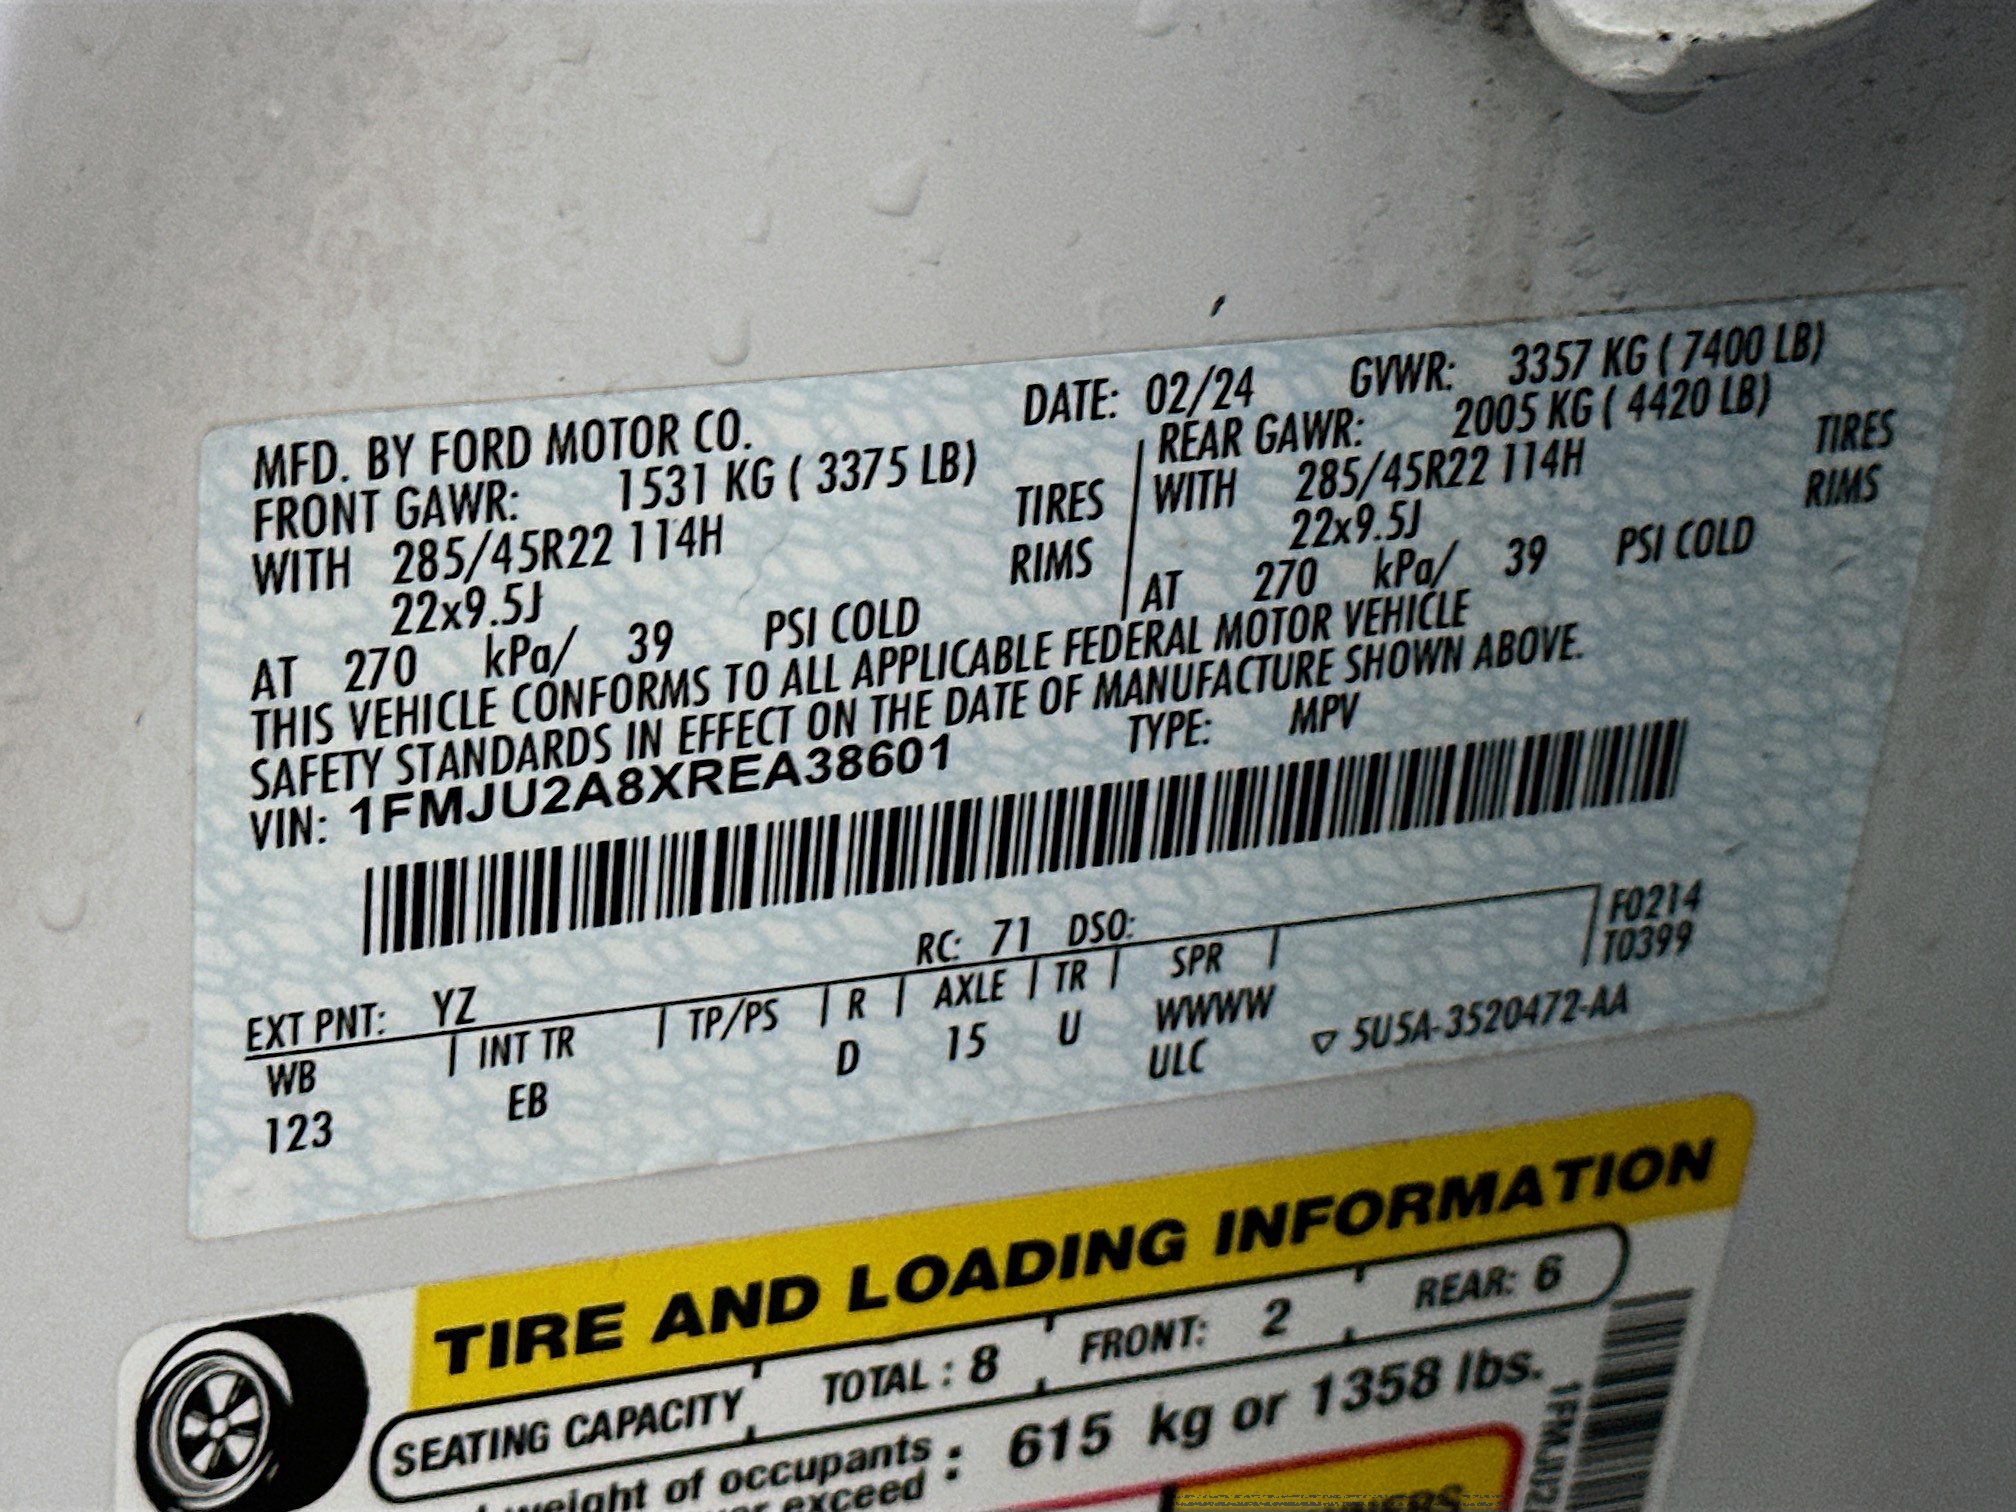 MFD. BY FORD MOTOR CO. DATE: 02/24 GVWR: 3357 KG ( 7400 LB)
FRONT GAWR: 1531 KG ( 3375 LB)
WITH 285/45R22 114H TIRES
22x9.5J RIMS
AT 270 kPa/ 39 PSI COLD
REAR GAWR: 2005 KG ( 4420 LB)
WITH 285/45R22 114H TIRES
22x9.5J RIMS
AT 270 kPa/ 39 PSI COLD
THIS VEHICLE CONFORMS TO ALL APPLICABLE FEDERAL MOTOR VEHICLE
SAFETY STANDARDS IN EFFECT ON THE DATE OF MANUFACTURE SHOWN ABOVE.
VIN: 1FMJU2A8XREA38601 TYPE: MPV
F0214
T0399
EXT PNT: YZ RC: 71 DSO:
WB INT TR TP/PS R AXLE TR SPR
123 EB D 15 U WWWW
ULC
▽ 5U5A-3520472-AA
TIRE AND LOADING INFORMATION
SEATING CAPACITY TOTAL : 8 FRONT: 2 REAR: 6
weight of occupants : 615 kg or 1358 lbs.
exceed